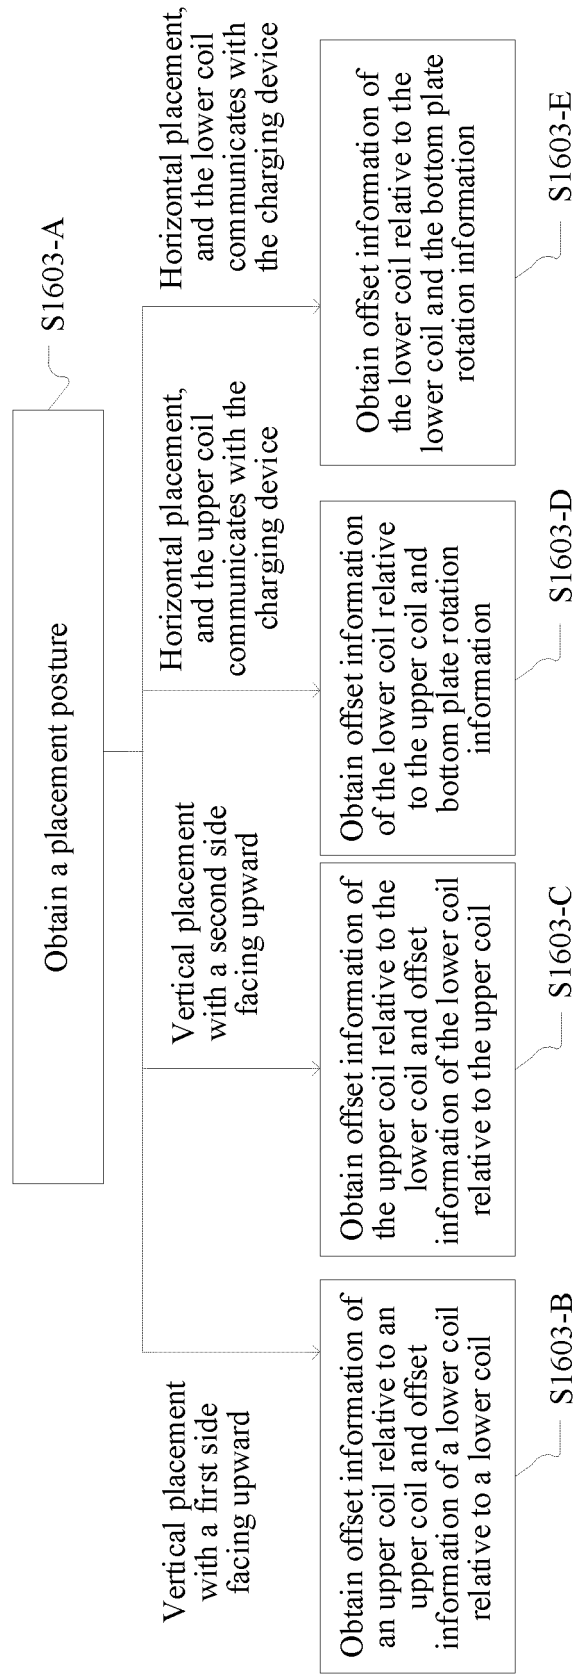 Obtain a placement posture
S1603-A
Vertical placement
with a first side
facing upward
Vertical placement
with a second side
facing upward
Horizontal placement,
and the upper coil
communicates with the
charging device
Horizontal placement,
and the lower coil
communicates with
the charging device
Obtain offset information of
an upper coil relative to an
upper coil and offset
information of a lower coil
relative to a lower coil
S1603-B
Obtain offset information of
the upper coil relative to the
lower coil and offset
information of the lower coil
relative to the upper coil
S1603-C
Obtain offset information
of the lower coil relative
to the upper coil and
bottom plate rotation
information
S1603-D
Obtain offset information of
the lower coil relative to the
lower coil and the bottom plate
rotation information
S1603-E